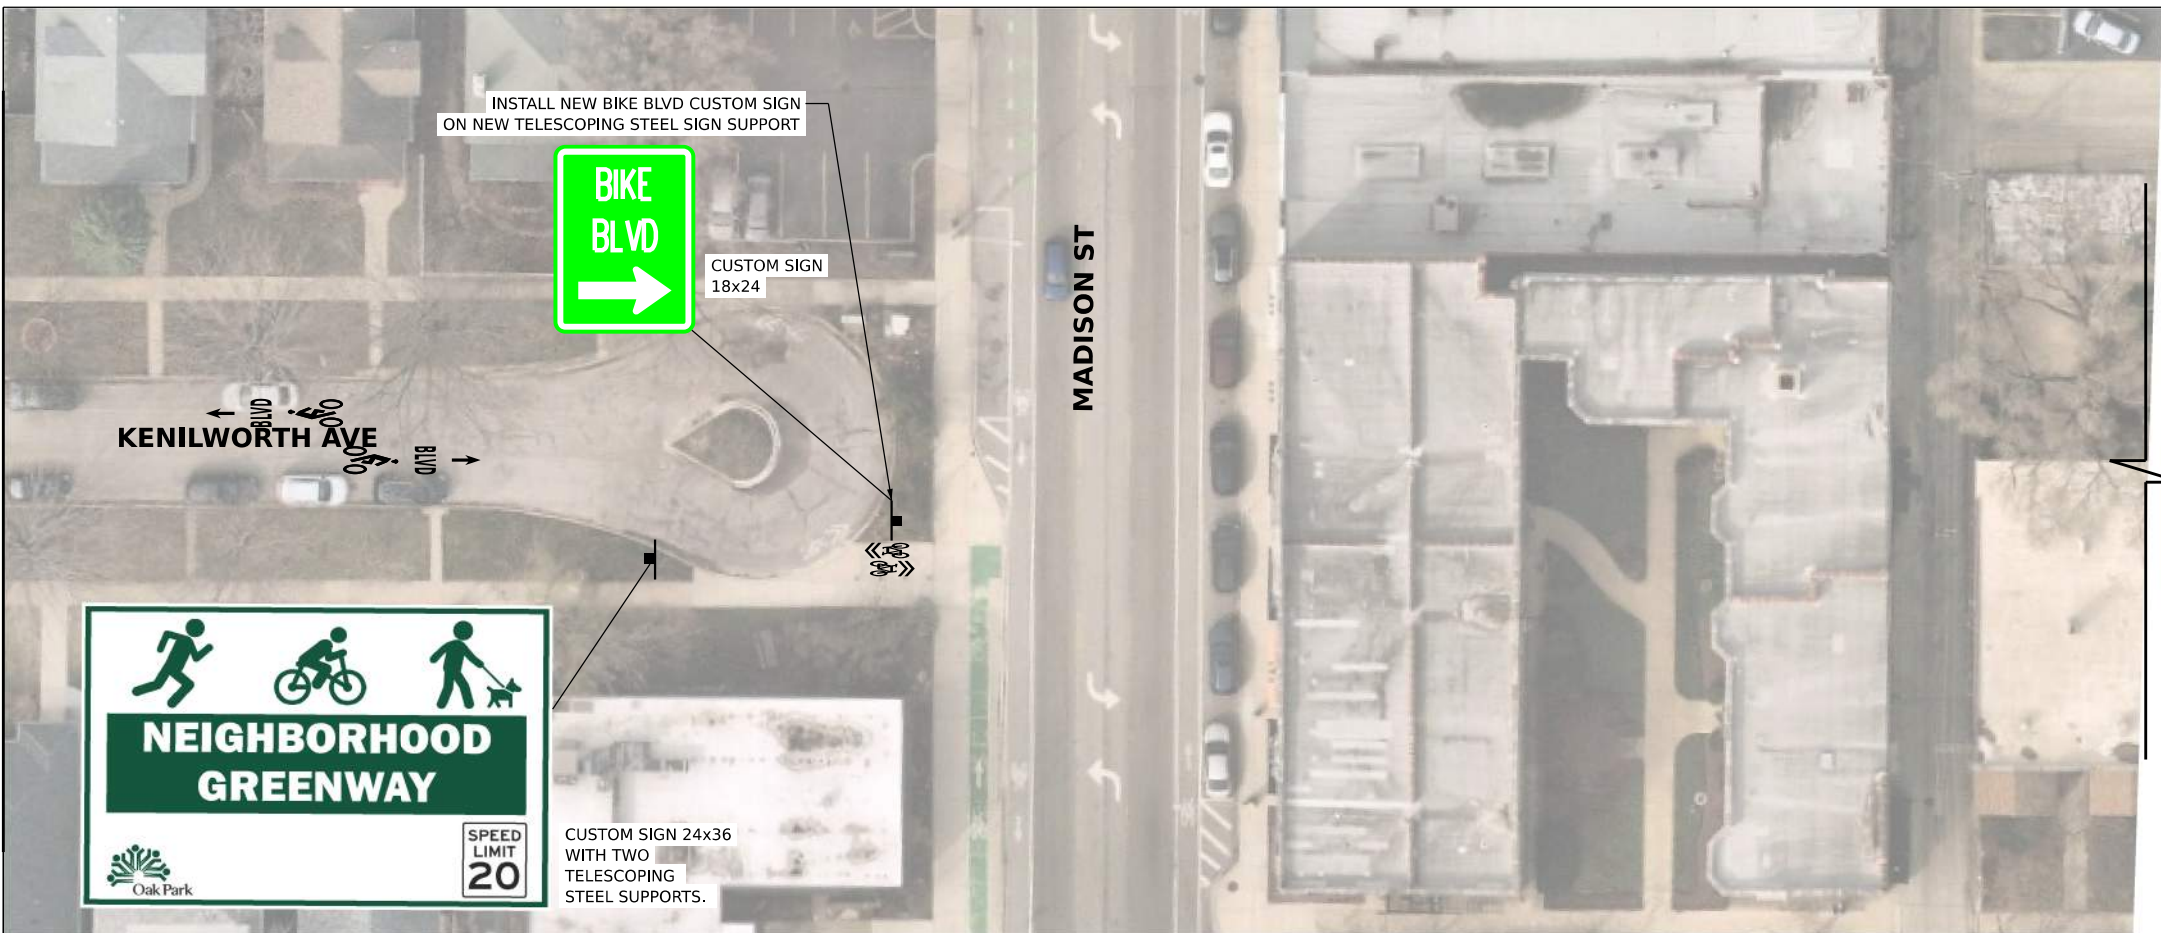 INSTALL NEW BIKE BLVD CUSTOM SIGN
ON NEW TELESCOPING STEEL SIGN SUPPORT
BIKE
BLVD
CUSTOM SIGN
18x24
MADISON ST
BLVD
KENILWORTH AVE
BLVD
NEIGHBORHOOD
GREENWAY
Oak Park
SPEED
LIMIT
20
CUSTOM SIGN 24x36
WITH TWO
TELESCOPING
STEEL SUPPORTS.